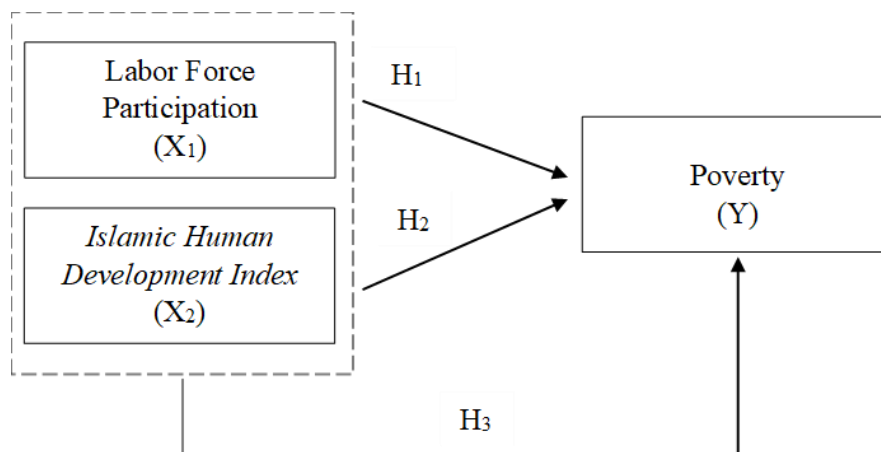 Labor Force
Participation
(X₁)
H₁
Islamic Human
Development Index
(X₂)
H₂
Poverty
(Y)
H₃